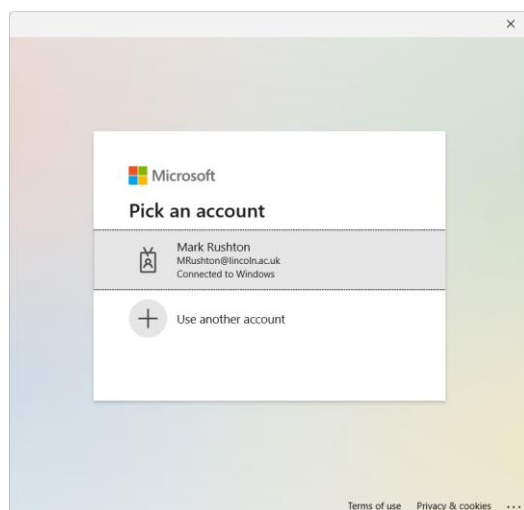 Microsoft
Pick an account
Mark Rushton
MRushton@lincoln.ac.uk
Connected to Windows
Use another account
Terms of use Privacy & cookies ...